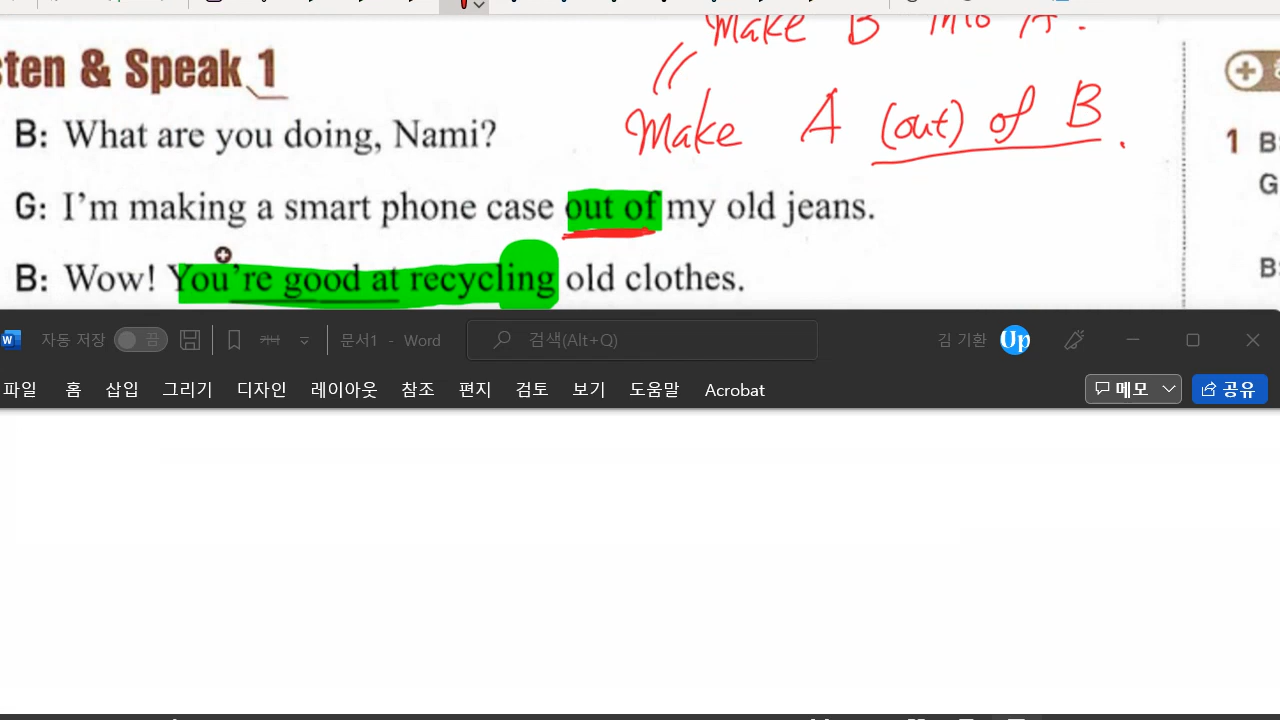 Make B into A.
sten & Speak 1
Make A (out) of B.
B: What are you doing, Nami?
G: I'm making a smart phone case out of my old jeans.
B: Wow! You're good at recycling old clothes.
1 B:
G
B:
자동 저장 끔 가나 문서1 - Word 검색(Alt+Q) 김 기환 Up
파일 홈 삽입 그리기 디자인 레이아웃 참조 편지 검토 보기 도움말 Acrobat 메모 공유